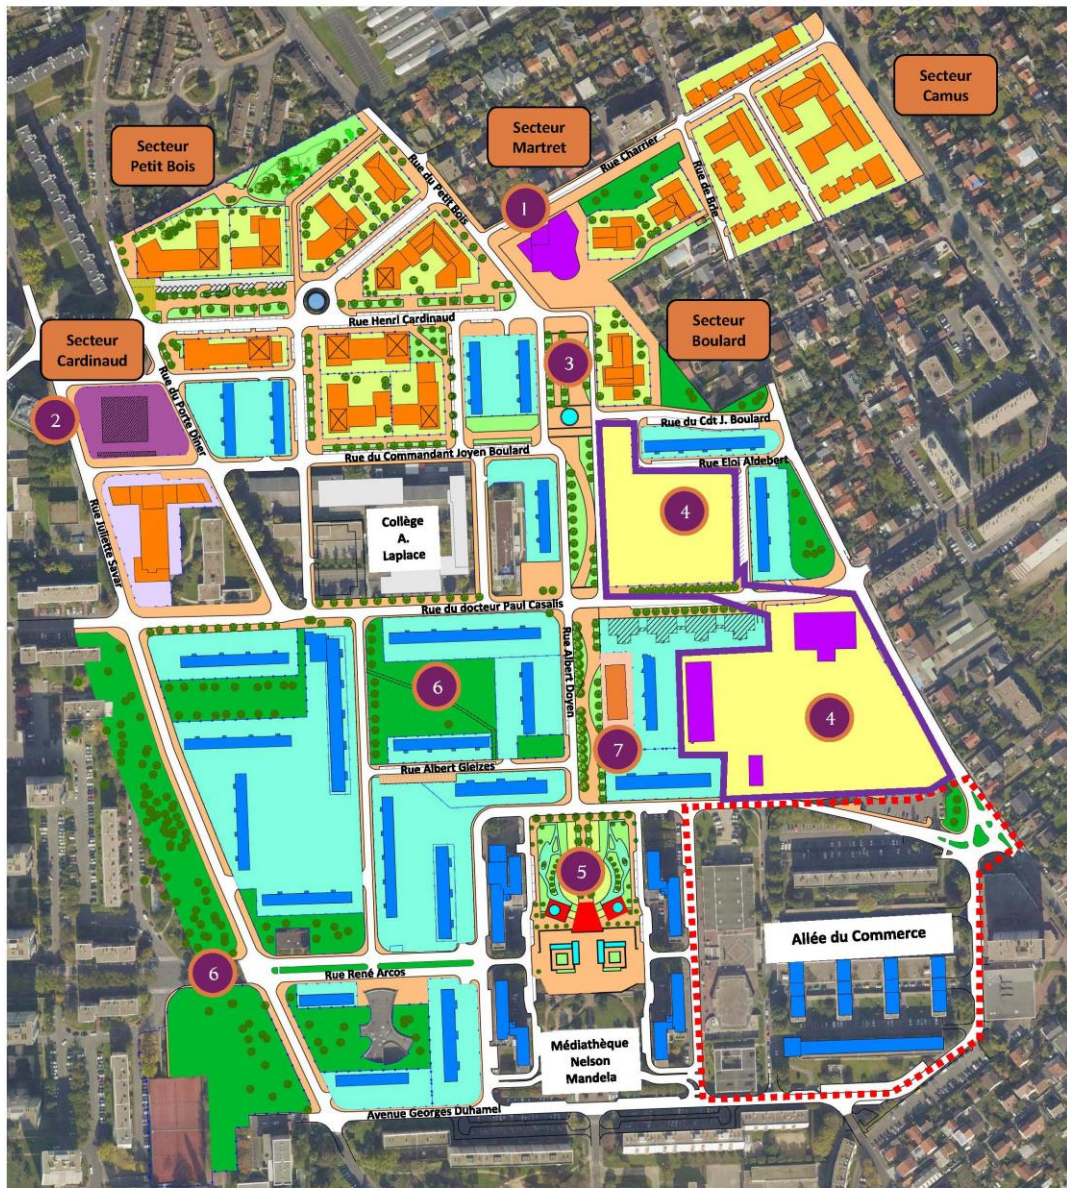 Secteur
Camus
Secteur
Martret
Secteur
Petit Bois
Rue Charrier
Rue du Petit Bois
1
Rue de Brie
Rue Henri Cardinaud
Secteur
Boulard
Secteur
Cardinaud
3
2
Rue du Porte Dîner
Rue du Cdt J. Boulard
Rue du Commandant Joyen Boulard
Rue Eloi Aldebert
4
Collège
A.
Laplace
Rue Juliette Savar
Rue du docteur Paul Casalis
Rue Albert Doyen
6
4
7
Rue Albert Gleizes
5
Allée du Commerce
6
Rue René Arcos
Médiathèque
Nelson
Mandela
Avenue Georges Duhamel